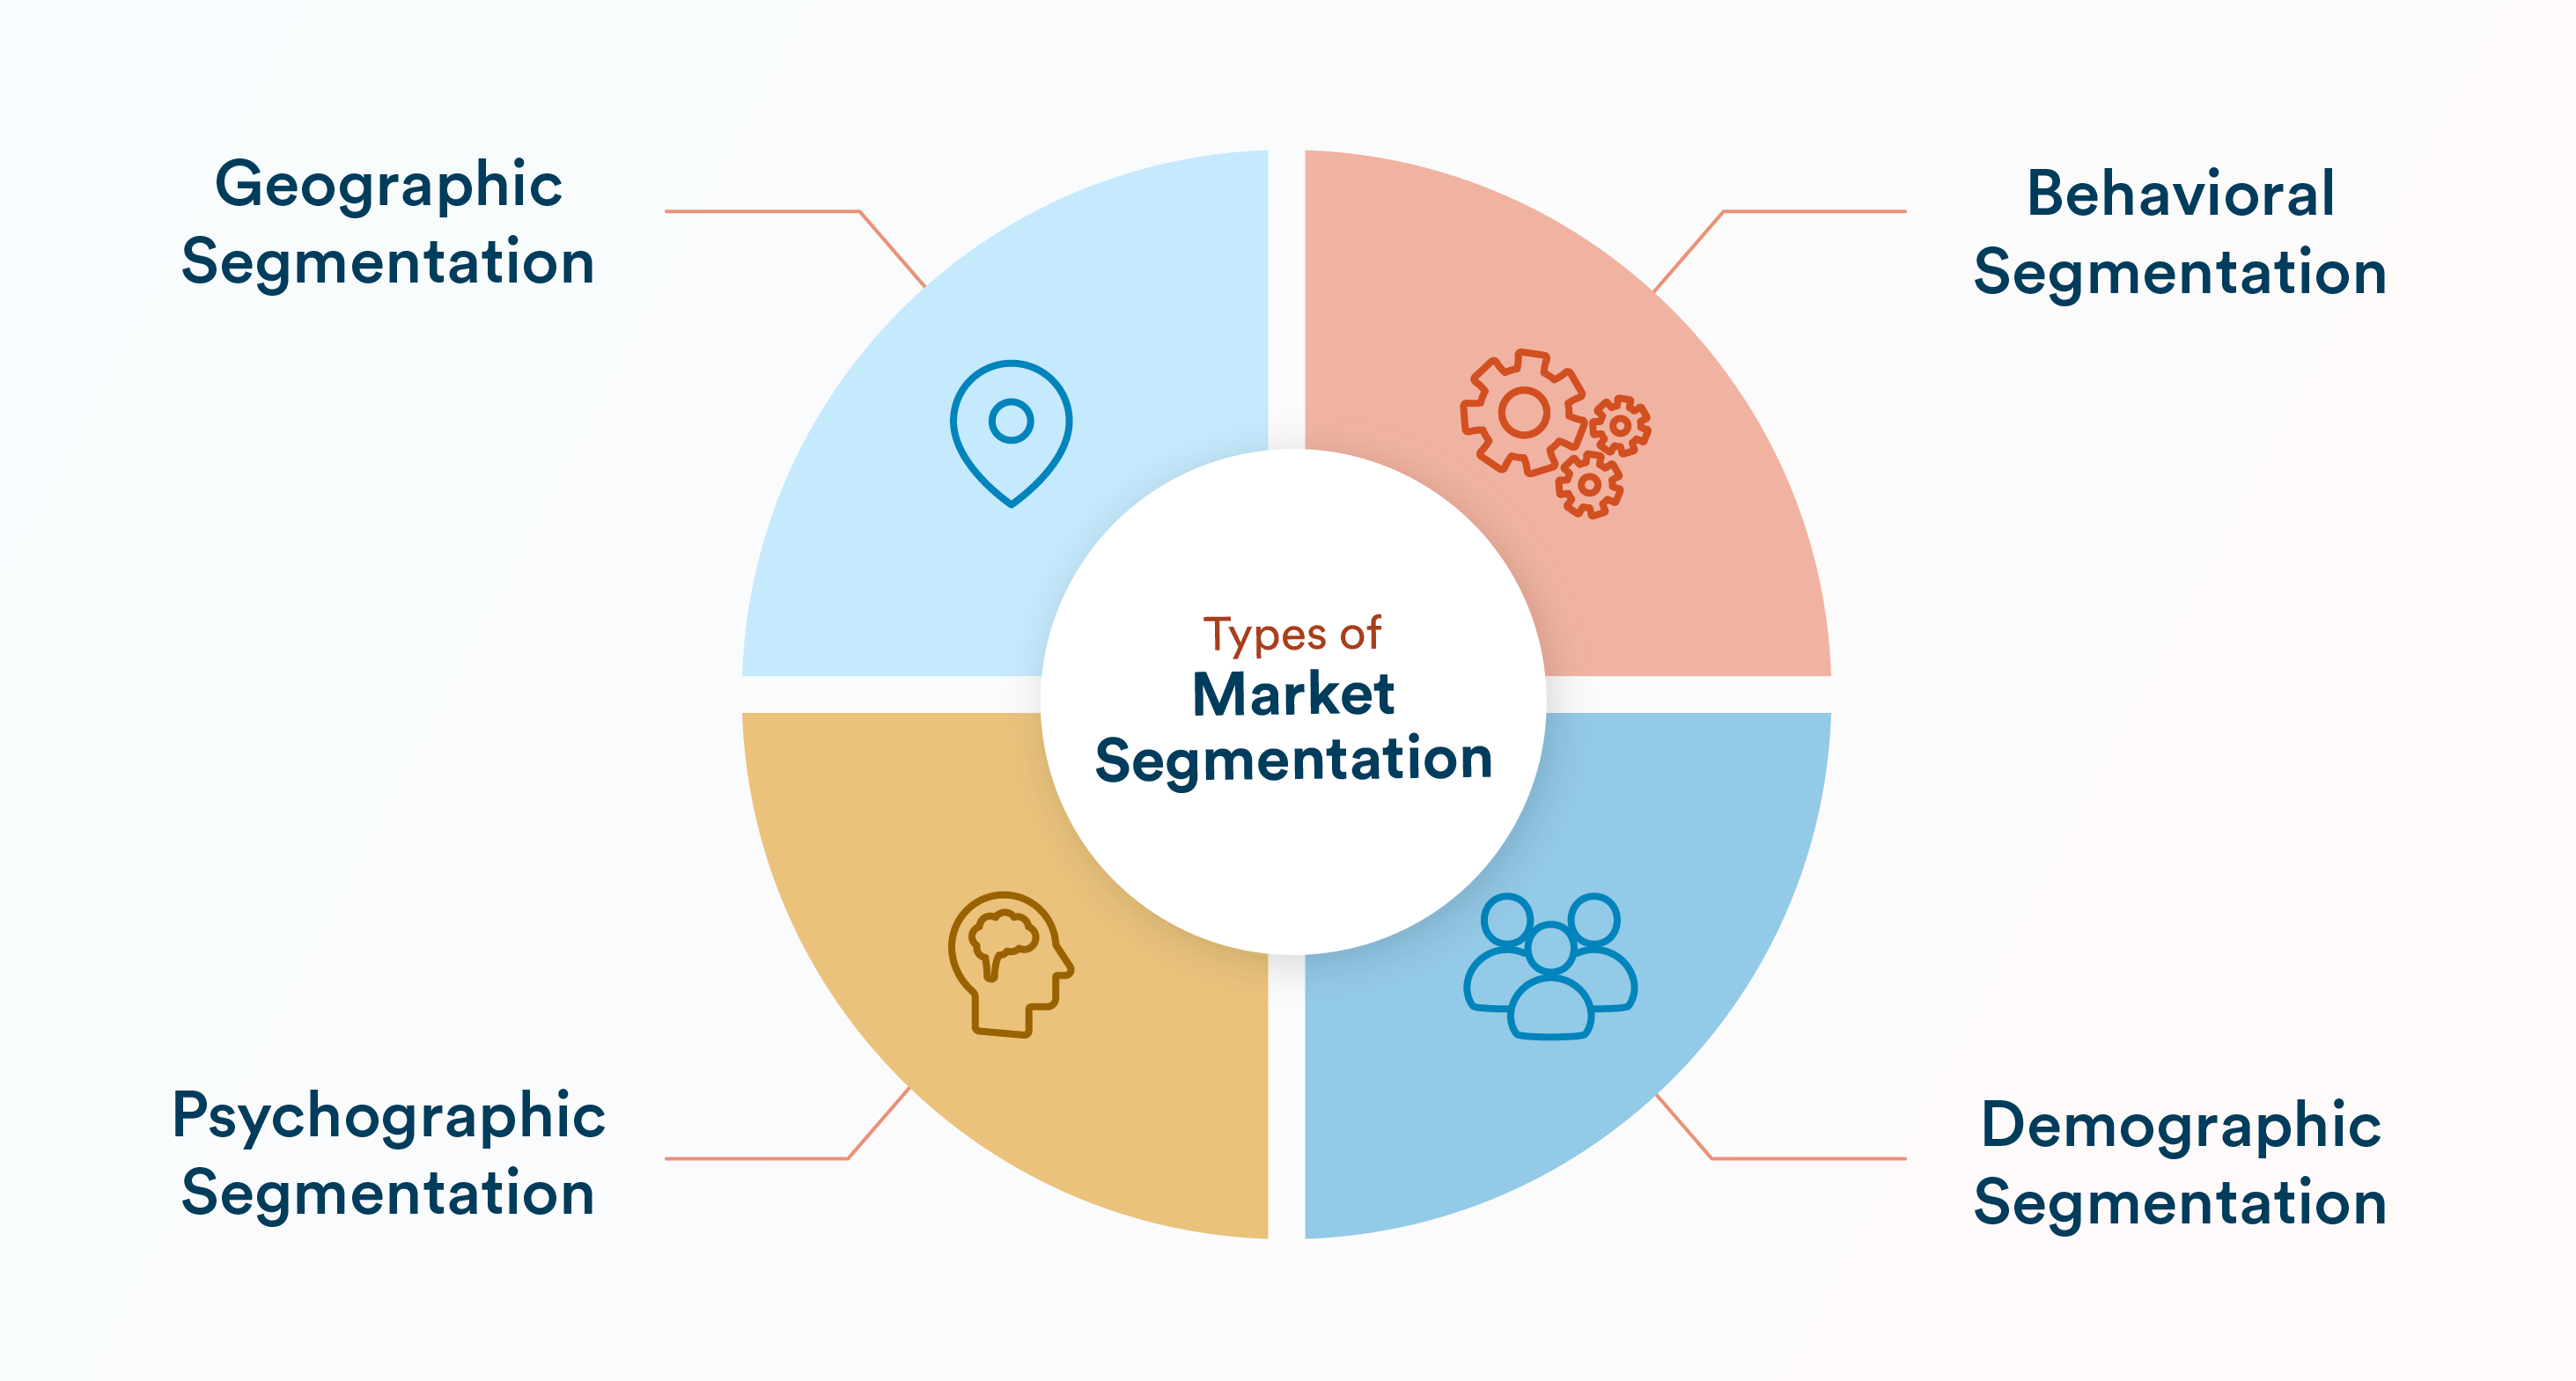 Geographic
Segmentation
Behavioral
Segmentation
Types of
Market
Segmentation
Psychographic
Segmentation
Demographic
Segmentation